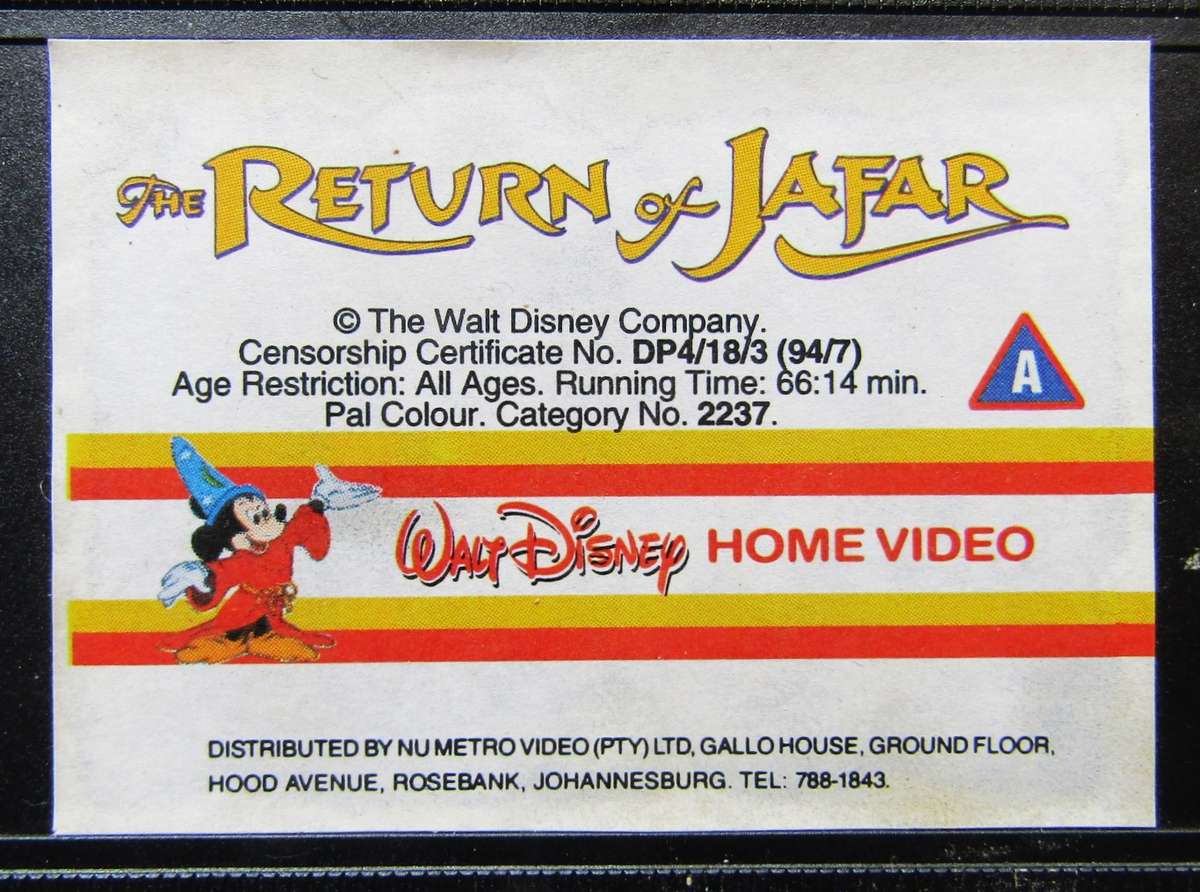 The RETURN of JAFAR
© The Walt Disney Company.
Censorship Certificate No. DP4/18/3 (94/7)
Age Restriction: All Ages. Running Time: 66:14 min.
Pal Colour. Category No. 2237.
A
WALT DISNEY HOME VIDEO
DISTRIBUTED BY NU METRO VIDEO (PTY) LTD, GALLO HOUSE, GROUND FLOOR,
HOOD AVENUE, ROSEBANK, JOHANNESBURG. TEL: 788-1843.